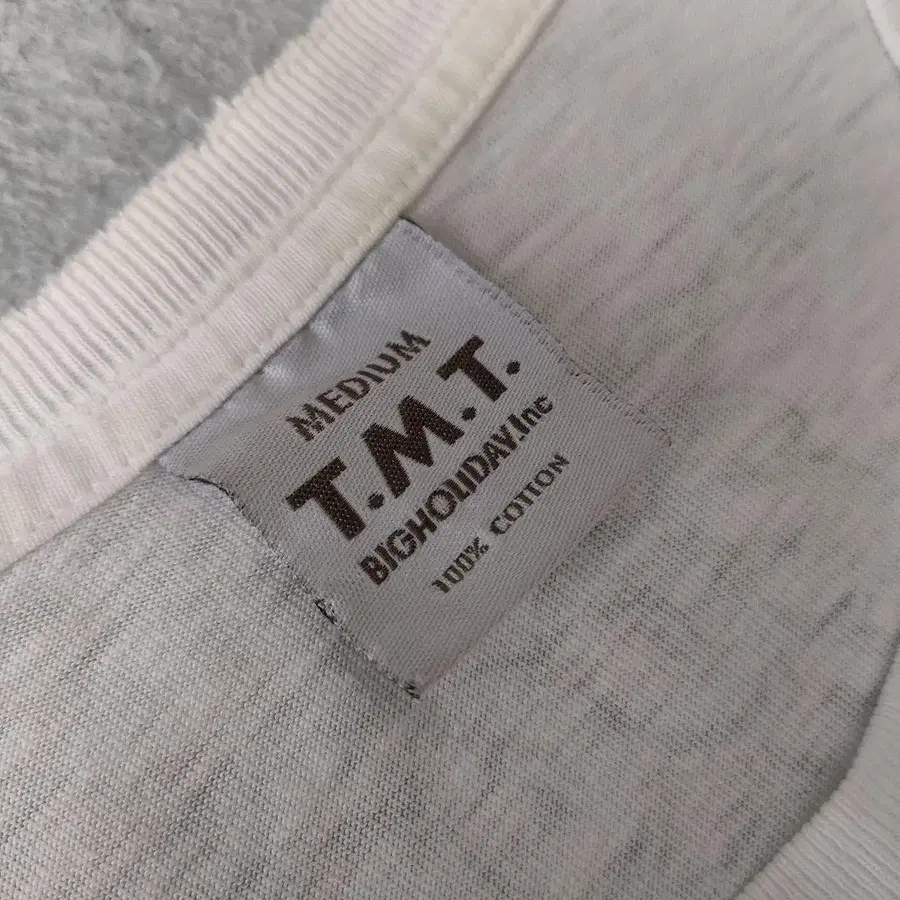 MEDIUM
T.M.T.
BIGHOLIDAY.Inc
100% COTTON